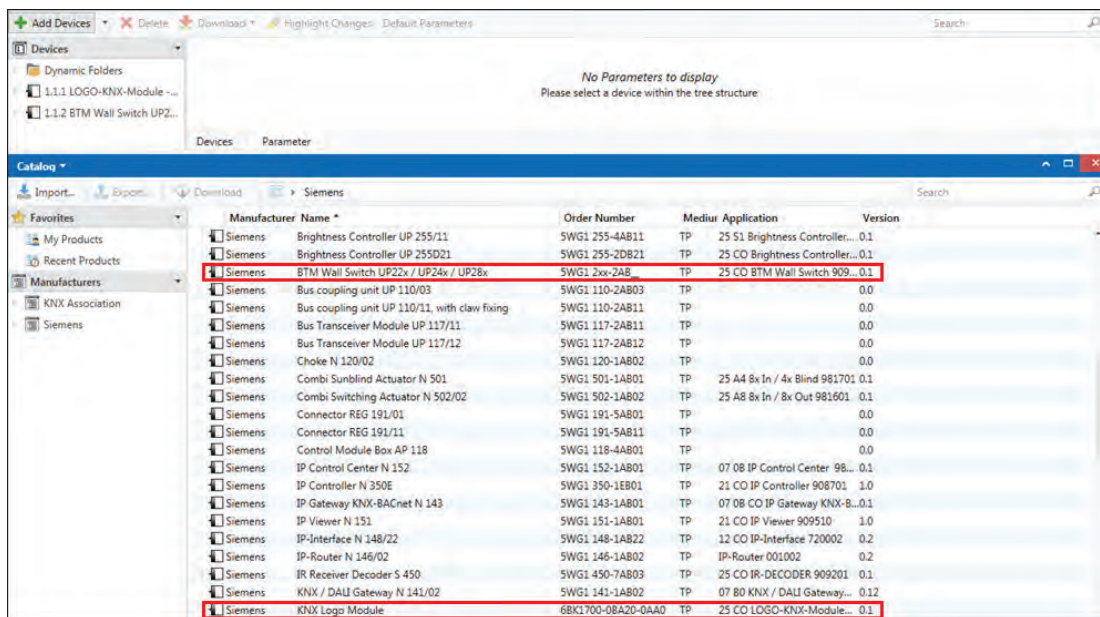 Add Devices Delete Download Highlight Changes Default Parameters Search
Devices
Dynamic Folders
1.1.1 LOGO-KNX-Module -...
1.1.2 BTM Wall Switch UP2...
No Parameters to display
Please select a device within the tree structure
Devices Parameter
Catalog
Import... Export... Download Siemens Search
Favorites
My Products
Recent Products
Manufacturers
KNX Association
Siemens
Manufacturer Name Order Number Mediur Application Version
Siemens Brightness Controller UP 255/11 5WG1 255-4AB11 TP 25 S1 Brightness Controller... 0.1
Siemens Brightness Controller UP 255D21 5WG1 255-2DB21 TP 25 CO Brightness Controller... 0.1
Siemens BTM Wall Switch UP22x / UP24x / UP28x 5WG1 2xx-2AB__ TP 25 CO BTM Wall Switch 909... 0.1
Siemens Bus coupling unit UP 110/03 5WG1 110-2AB03 TP 0.0
Siemens Bus coupling unit UP 110/11, with claw fixing 5WG1 110-2AB11 TP 0.0
Siemens Bus Transceiver Module UP 117/11 5WG1 117-2AB11 TP 0.0
Siemens Bus Transceiver Module UP 117/12 5WG1 117-2AB12 TP 0.0
Siemens Choke N 120/02 5WG1 120-1AB02 TP 0.0
Siemens Combi Sunblind Actuator N 501 5WG1 501-1AB01 TP 25 A4 8x In / 4x Blind 981701 0.1
Siemens Combi Switching Actuator N 502/02 5WG1 502-1AB02 TP 25 A8 8x In / 8x Out 981601 0.1
Siemens Connector REG 191/01 5WG1 191-5AB01 TP 0.0
Siemens Connector REG 191/11 5WG1 191-5AB11 TP 0.0
Siemens Control Module Box AP 118 5WG1 118-4AB01 TP 0.0
Siemens IP Control Center N 152 5WG1 152-1AB01 TP 07 0B IP Control Center 98... 0.1
Siemens IP Controller N 350E 5WG1 350-1EB01 TP 21 CO IP Controller 908701 1.0
Siemens IP Gateway KNX-BACnet N 143 5WG1 143-1AB01 TP 07 0B CO IP Gateway KNX-B... 0.1
Siemens IP Viewer N 151 5WG1 151-1AB01 TP 21 CO IP Viewer 909510 1.0
Siemens IP-Interface N 148/22 5WG1 148-1AB22 TP 12 CO IP-Interface 720002 0.2
Siemens IP-Router N 146/02 5WG1 146-1AB02 TP IP-Router 001002 0.2
Siemens IR Receiver Decoder S 450 5WG1 450-7AB03 TP 25 CO IR-DECODER 909201 0.1
Siemens KNX / DALI Gateway N 141/02 5WG1 141-1AB02 TP 07 B0 KNX / DALI Gateway... 0.12
Siemens KNX Logo Module 6BK1700-0BA20-0AA0 TP 25 CO LOGO-KNX-Module... 0.1